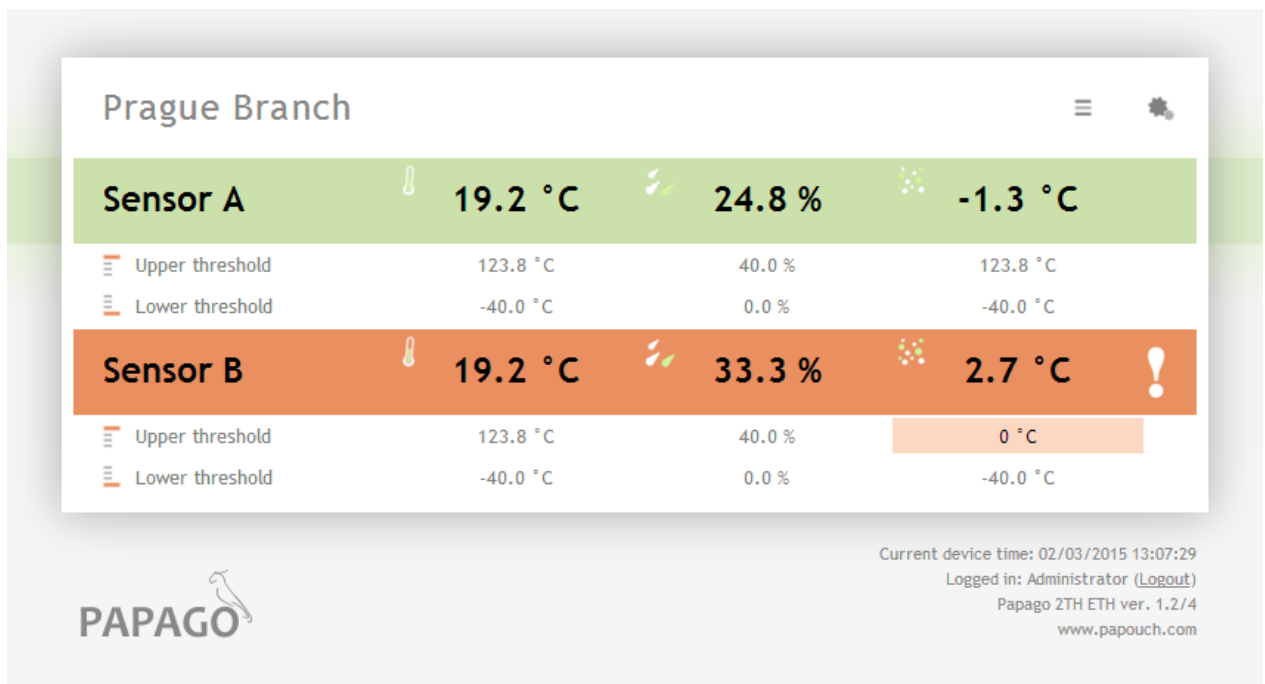 Prague Branch
Sensor A 19.2 °C 24.8 % -1.3 °C
Upper threshold 123.8 °C 40.0 % 123.8 °C
Lower threshold -40.0 °C 0.0 % -40.0 °C
Sensor B 19.2 °C 33.3 % 2.7 °C !
Upper threshold 123.8 °C 40.0 % 0 °C
Lower threshold -40.0 °C 0.0 % -40.0 °C
Current device time: 02/03/2015 13:07:29
Logged in: Administrator (Logout)
Papago 2TH ETH ver. 1.2/4
www.papouch.com
PAPAGO